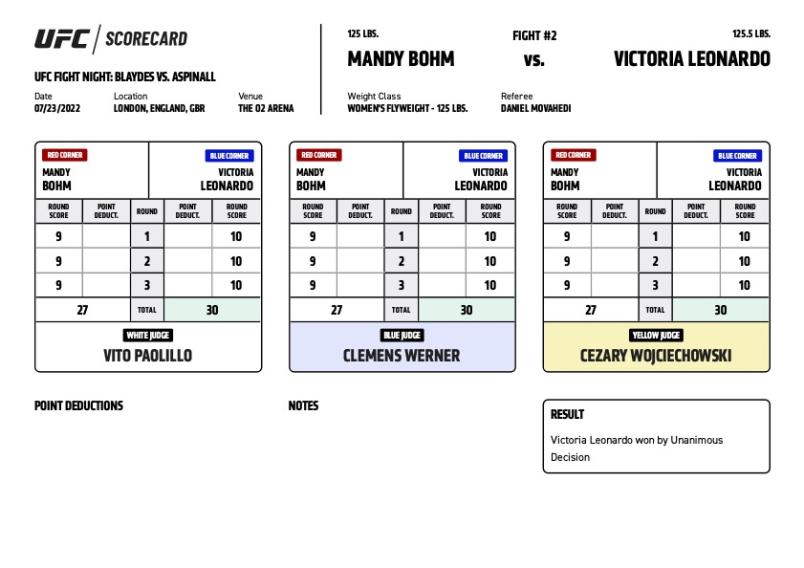 UFC SCORECARD
UFC FIGHT NIGHT: BLAYDES VS. ASPINALL
Date Location Venue
07/23/2022 LONDON, ENGLAND, GBR THE O2 ARENA
125 LBS. FIGHT #2 125.5 LBS.
MANDY BOHM VS. VICTORIA LEONARDO
Weight Class Referee
WOMEN'S FLYWEIGHT - 125 LBS. DANIEL MOVAHEDI
RED CORNER BLUE CORNER
MANDY VICTORIA
BOHM LEONARDO
ROUND SCORE POINT DEDUCT. ROUND POINT DEDUCT. ROUND SCORE
9 1 10
9 2 10
9 3 10
27 TOTAL 30
WHITE JUDGE
VITO PAOLILLO
RED CORNER BLUE CORNER
MANDY VICTORIA
BOHM LEONARDO
ROUND SCORE POINT DEDUCT. ROUND POINT DEDUCT. ROUND SCORE
9 1 10
9 2 10
9 3 10
27 TOTAL 30
BLUE JUDGE
CLEMENS WERNER
RED CORNER BLUE CORNER
MANDY VICTORIA
BOHM LEONARDO
ROUND SCORE POINT DEDUCT. ROUND POINT DEDUCT. ROUND SCORE
9 1 10
9 2 10
9 3 10
27 TOTAL 30
YELLOW JUDGE
CEZARY WOJCIECHOWSKI
POINT DEDUCTIONS
NOTES
RESULT
Victoria Leonardo won by Unanimous
Decision